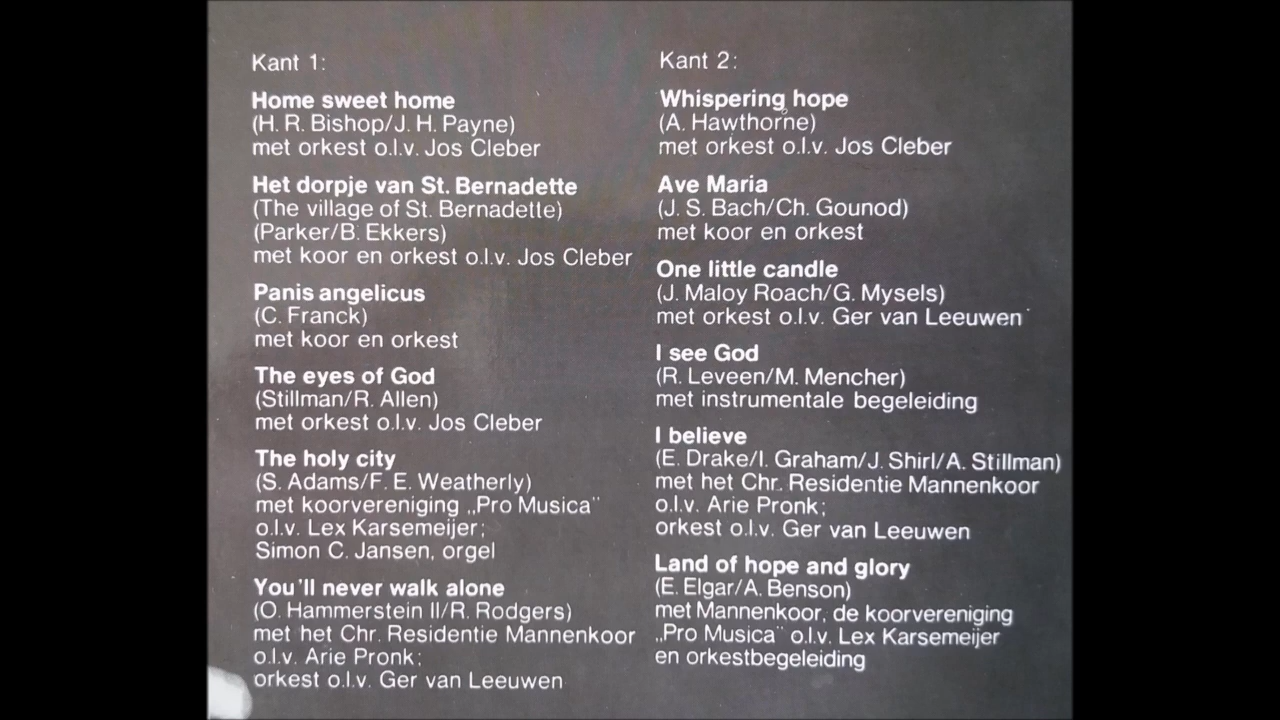 Kant 1:
Home sweet home
(H. R. Bishop/J. H. Payne)
met orkest o.l.v. Jos Cleber
Het dorpje van St. Bernadette
(The village of St. Bernadette)
(Parker/B. Ekkers)
met koor en orkest o.l.v. Jos Cleber
Panis angelicus
(C. Franck)
met koor en orkest
The eyes of God
(Stillman/R. Allen)
met orkest o.l.v. Jos Cleber
The holy city
(S. Adams/F. E. Weatherly)
met koorvereniging „Pro Musica"
o.l.v. Lex Karsemeijer;
Simon C. Jansen, orgel
You'll never walk alone
(O. Hammerstein II/R. Rodgers)
met het Chr. Residentie Mannenkoor
o.l.v. Arie Pronk;
orkest o.l.v. Ger van Leeuwen
Kant 2:
Whispering hope
(A. Hawthorne)
met orkest o.l.v. Jos Cleber
Ave Maria
(J. S. Bach/Ch. Gounod)
met koor en orkest
One little candle
(J. Maloy Roach/G. Mysels)
met orkest o.l.v. Ger van Leeuwen
I see God
(R. Leveen/M. Mencher)
met instrumentale begeleiding
I believe
(E. Drake/I. Graham/J. Shirl/A. Stillman)
met het Chr. Residentie Mannenkoor
o.l.v. Arie Pronk;
orkest o.l.v. Ger van Leeuwen
Land of hope and glory
(E. Elgar/A. Benson)
met Mannenkoor, de koorvereniging
„Pro Musica" o.l.v. Lex Karsemeijer
en orkestbegeleiding